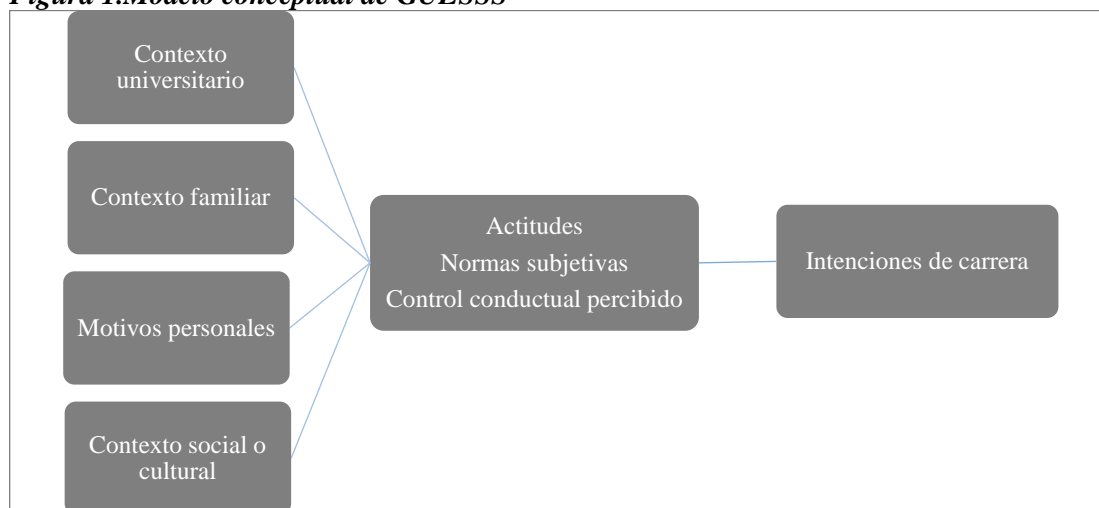 Figura 1.Modelo conceptual de GUESSS
Contexto
universitario
Contexto familiar
Motivos personales
Contexto social o
cultural
Actitudes
Normas subjetivas
Control conductual percibido
Intenciones de carrera